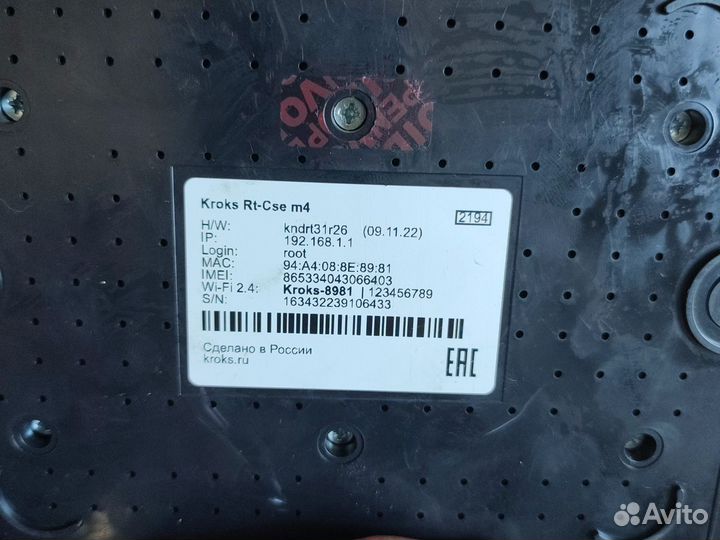 Kroks Rt-Cse m4
2194
H/W: kndrt31r26 (09.11.22)
IP: 192.168.1.1
Login: root
MAC: 94:A4:08:8E:89:81
IMEI: 865334043066403
Wi-Fi 2.4: Kroks-8981 | 123456789
S/N: 163432239106433
Сделано в России
kroks.ru
EAC
Avito